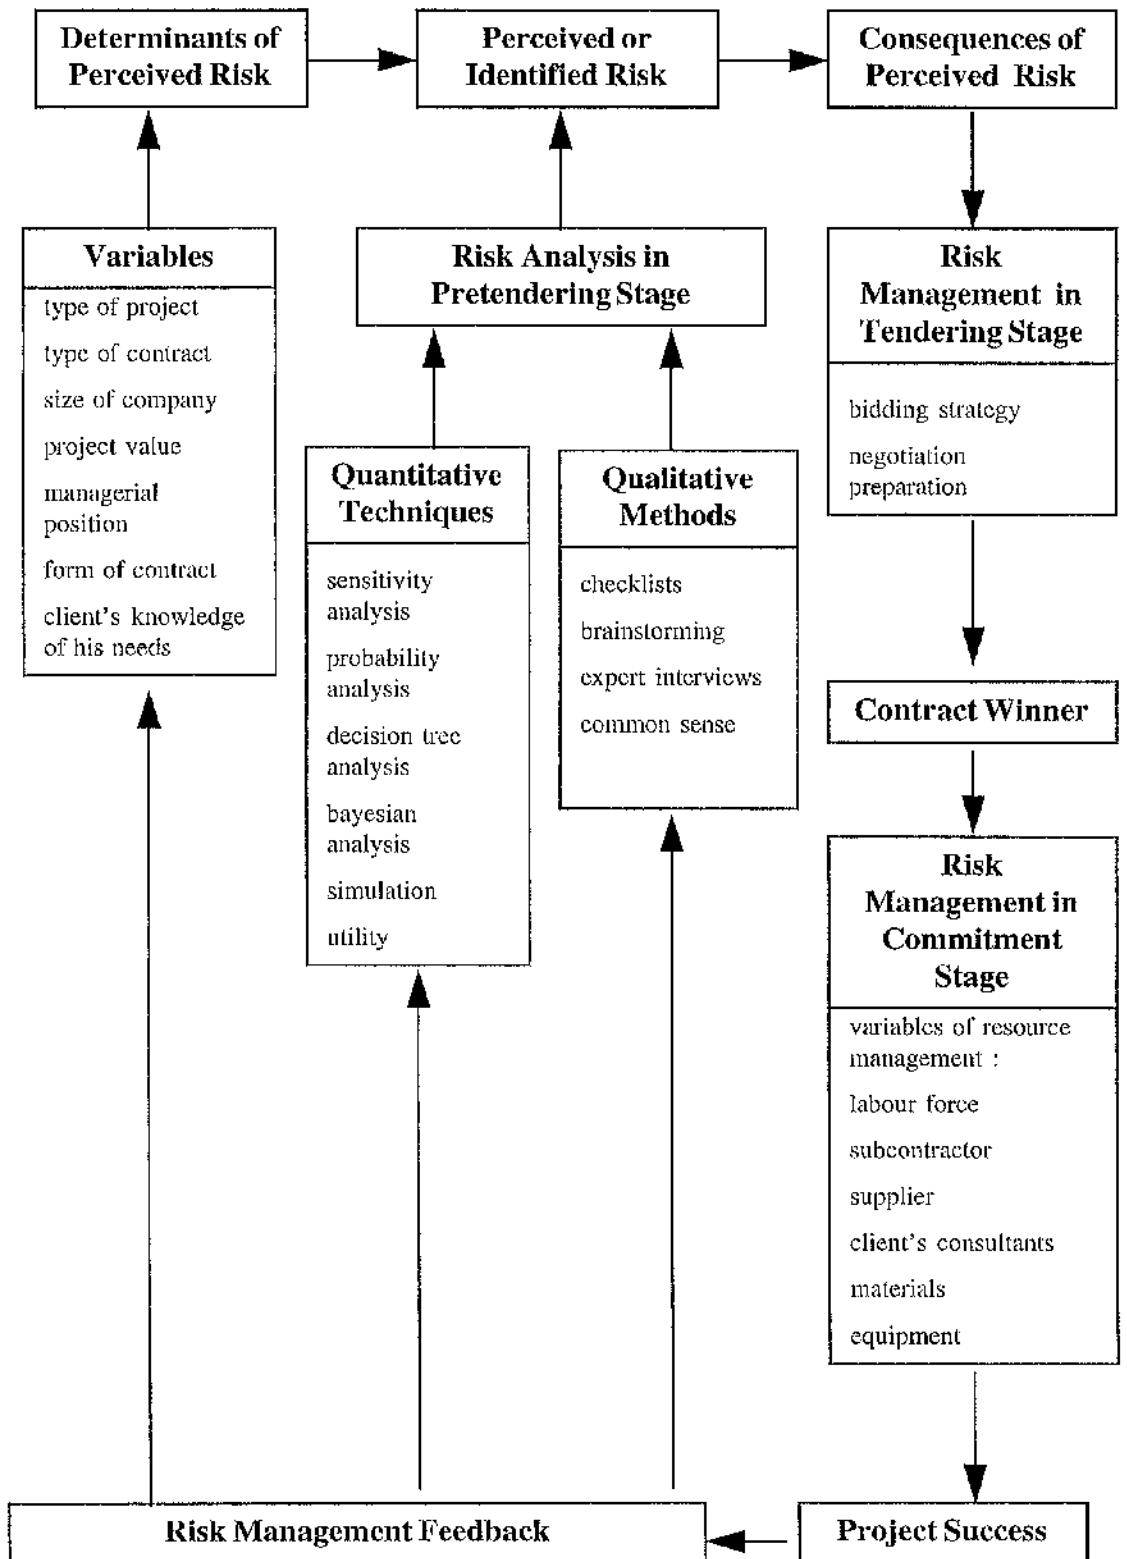 Determinants of
Perceived Risk
Perceived or
Identified Risk
Consequences of
Perceived Risk
Variables
type of project
type of contract
size of company
project value
managerial
position
form of contract
client's knowledge
of his needs
Risk Analysis in
Pretendering Stage
Quantitative
Techniques
sensitivity
analysis
probability
analysis
decision tree
analysis
bayesian
analysis
simulation
utility
Qualitative
Methods
checklists
brainstorming
expert interviews
common sense
Risk
Management in
Tendering Stage
bidding strategy
negotiation
preparation
Contract Winner
Risk
Management in
Commitment
Stage
variables of resource
management :
labour force
subcontractor
supplier
client's consultants
materials
equipment
Risk Management Feedback
Project Success